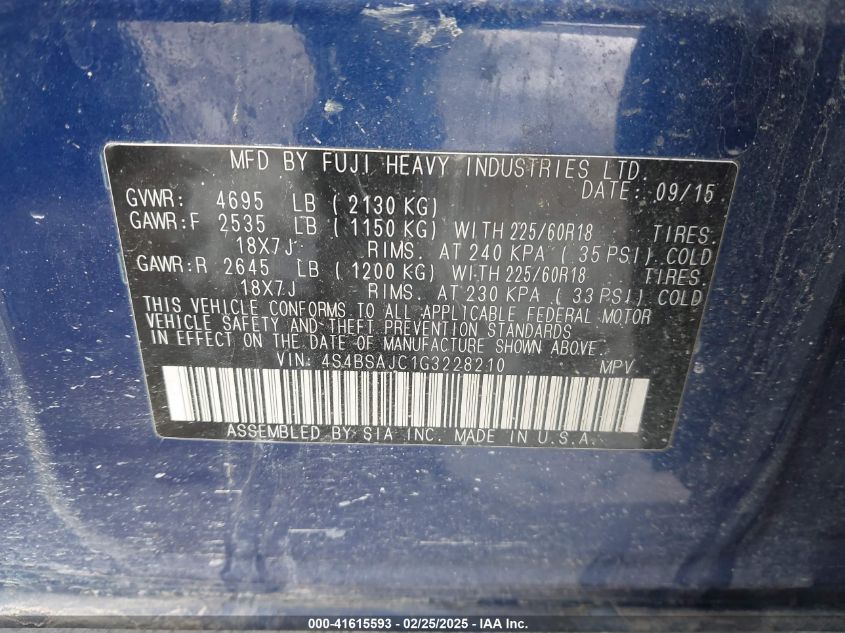 MFD BY FUJI HEAVY INDUSTRIES LTD.
DATE: 09/15
GVWR: 4695 LB ( 2130 KG)
GAWR:F 2535 LB ( 1150 KG) WITH 225/60R18 TIRES
18X7J RIMS. AT 240 KPA ( 35 PSI) COLD
GAWR:R 2645 LB ( 1200 KG) WITH 225/60R18 TIRES
18X7J RIMS. AT 230 KPA ( 33 PSI) COLD
THIS VEHICLE CONFORMS TO ALL APPLICABLE FEDERAL MOTOR
VEHICLE SAFETY AND THEFT PREVENTION STANDARDS
IN EFFECT ON THE DATE OF MANUFACTURE SHOWN ABOVE.
VIN: 4S4BSAJC1G3228210 MPV
ASSEMBLED BY SIA INC. MADE IN U.S.A.
000-41615593 - 02/25/2025 - IAA Inc.